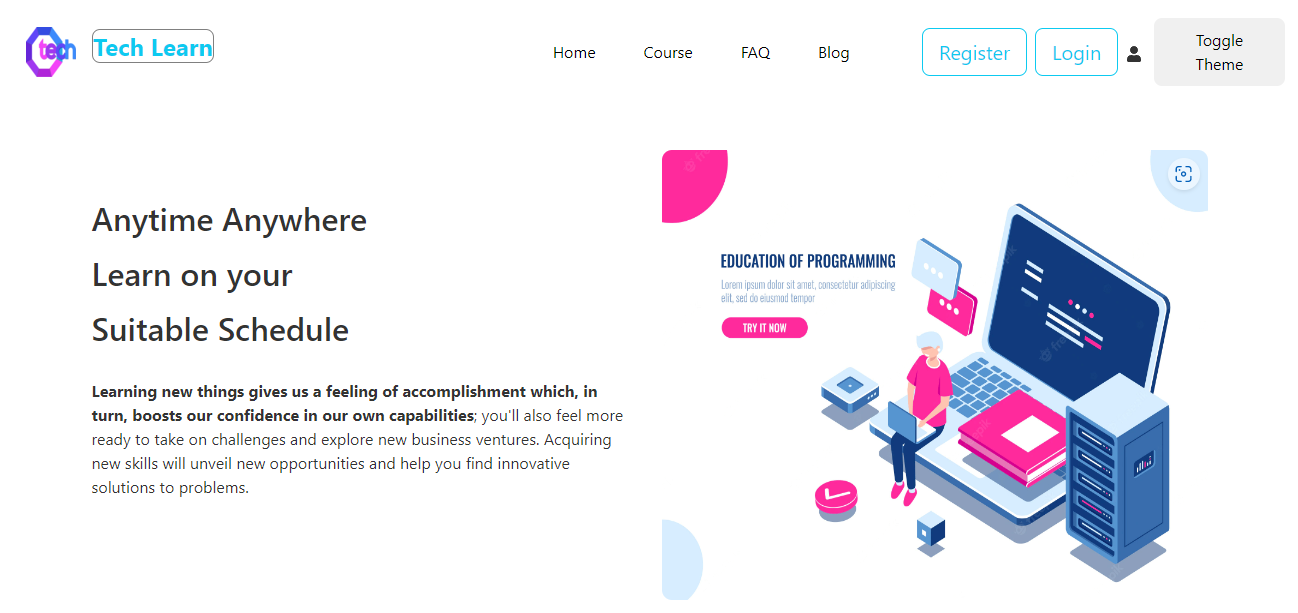 tech
Tech Learn
Home
Course
FAQ
Blog
Register
Login
Toggle
Theme
Anytime Anywhere
Learn on your
Suitable Schedule
Learning new things gives us a feeling of accomplishment which, in
turn, boosts our confidence in our own capabilities; you'll also feel more
ready to take on challenges and explore new business ventures. Acquiring
new skills will unveil new opportunities and help you find innovative
solutions to problems.
EDUCATION OF PROGRAMMING
Lorem ipsum dolor sit amet, consectetur adipiscing
elit, sed do eiusmod tempor
TRY IT NOW